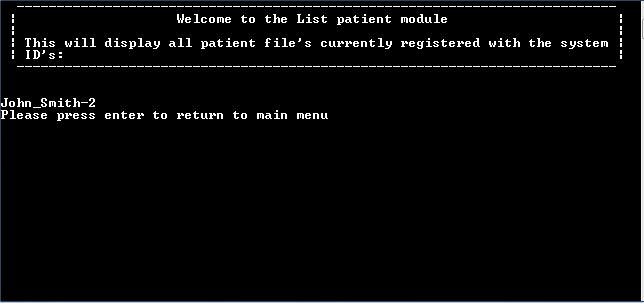 Welcome to the List patient module
This will display all patient file's currently registered with the system
ID's:
John_Smith-2
Please press enter to return to main menu